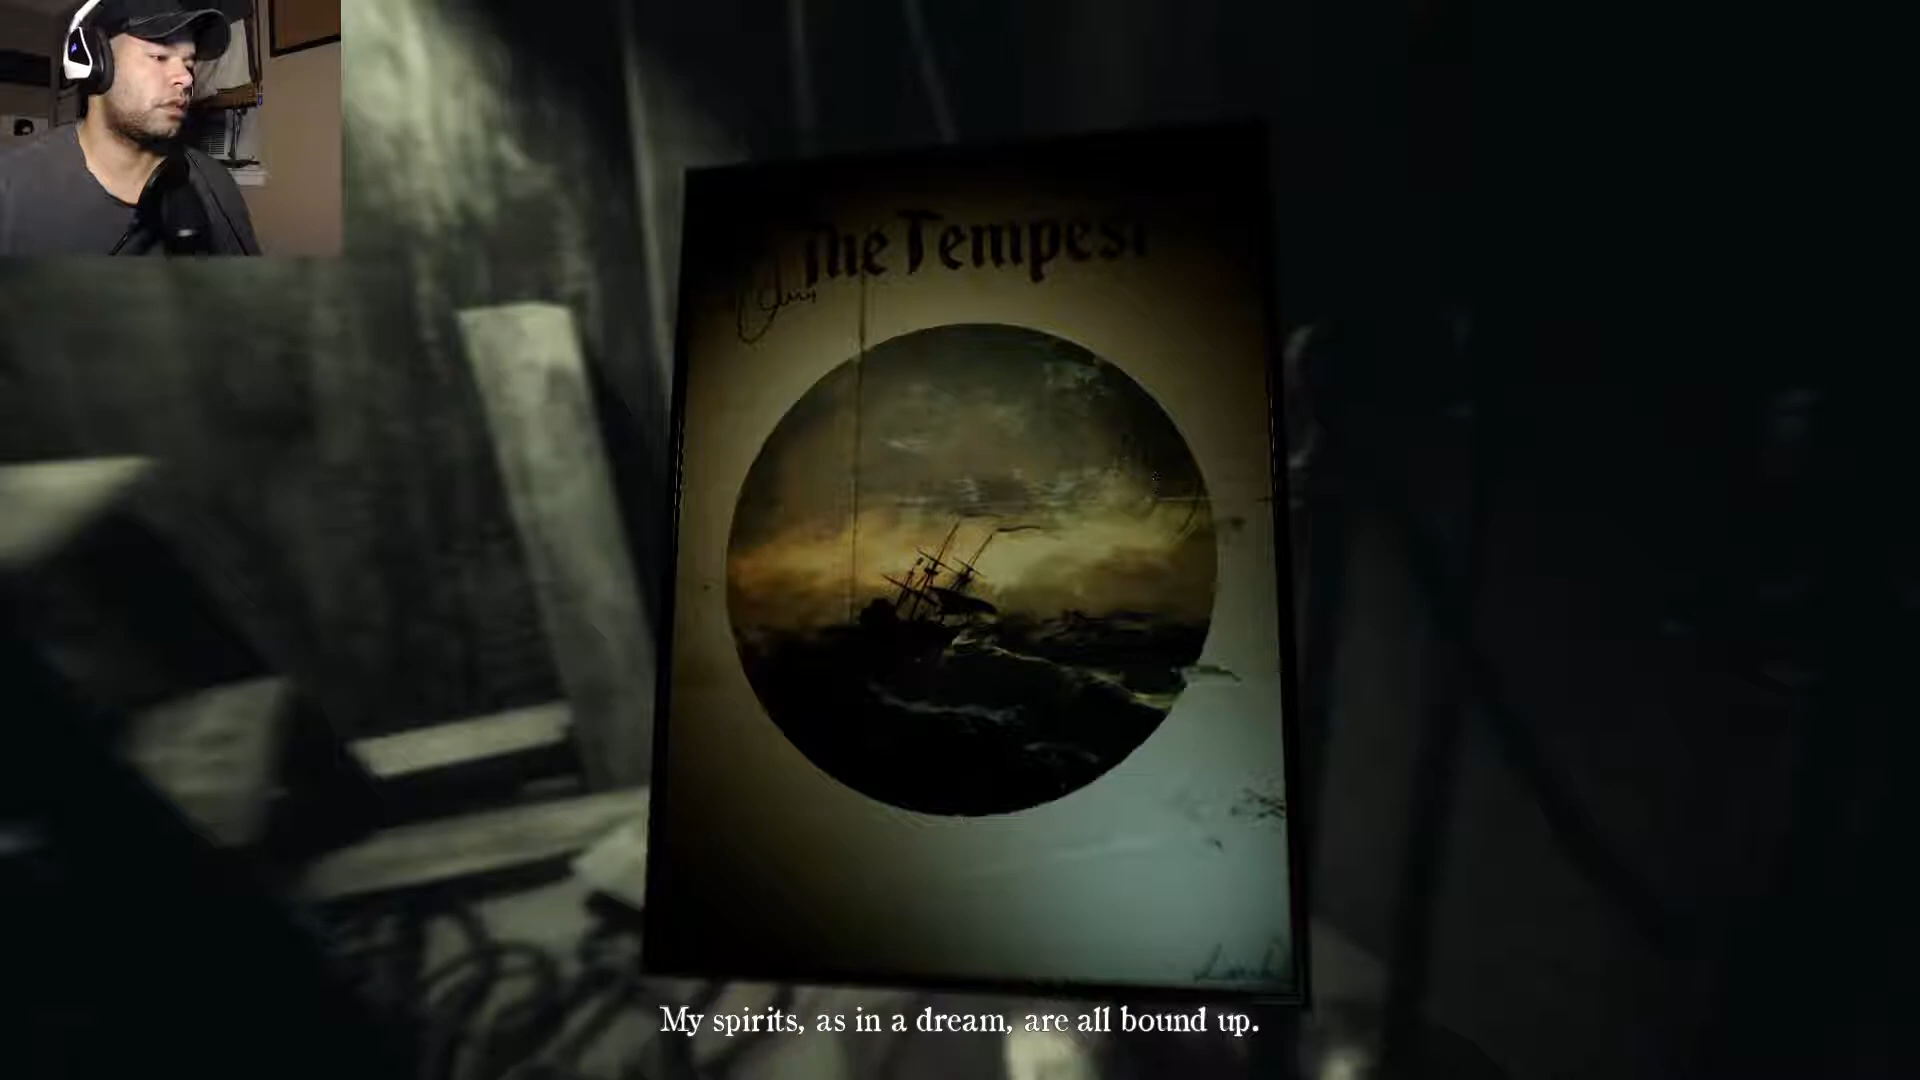 The Tempest
My spirits, as in a dream, are all bound up.